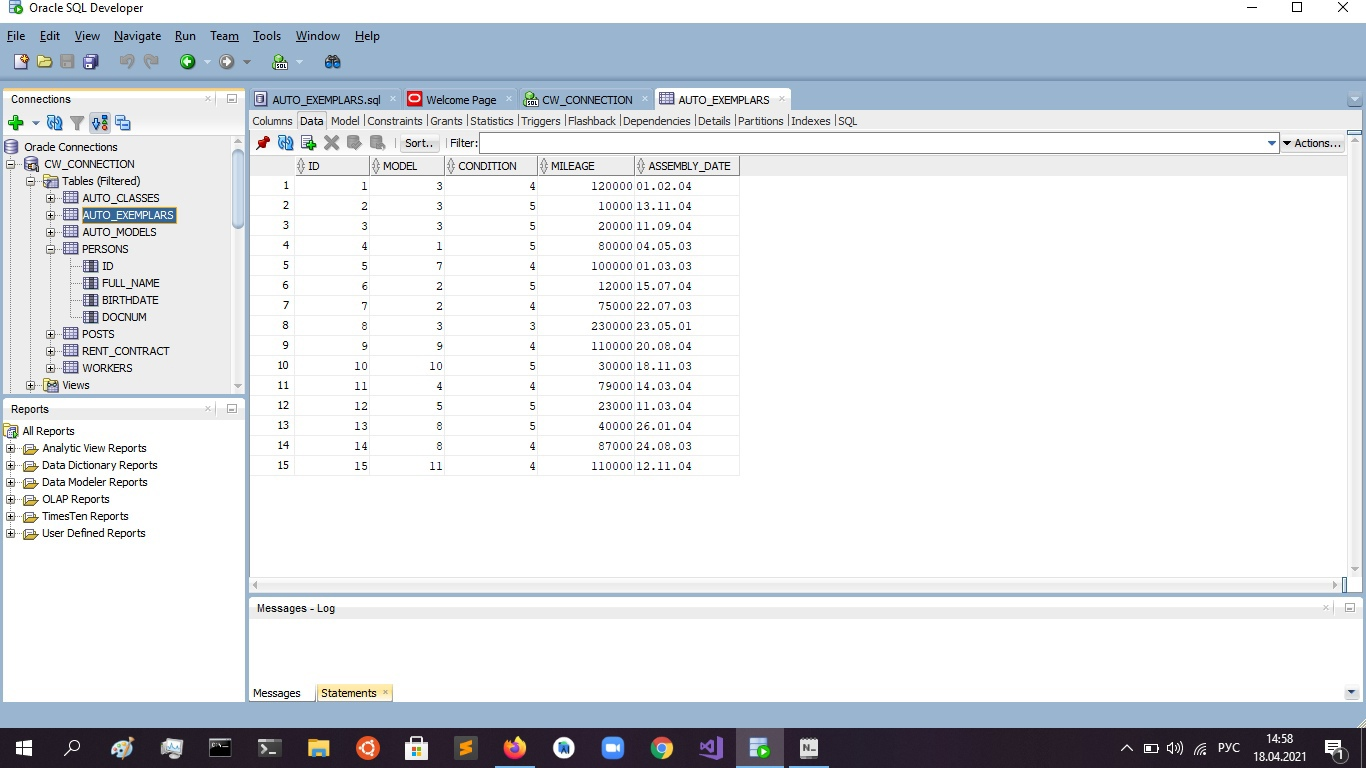 Oracle SQL Developer
File Edit View Navigate Run Team Tools Window Help
Connections
Oracle Connections
CW_CONNECTION
Tables (Filtered)
AUTO_CLASSES
AUTO_EXEMPLARS
AUTO_MODELS
PERSONS
ID
FULL_NAME
BIRTHDATE
DOCNUM
POSTS
RENT_CONTRACT
WORKERS
Views
Reports
All Reports
Analytic View Reports
Data Dictionary Reports
Data Modeler Reports
OLAP Reports
TimesTen Reports
User Defined Reports
AUTO_EXEMPLARS.sql Welcome Page CW_CONNECTION AUTO_EXEMPLARS
Columns Data Model Constraints Grants Statistics Triggers Flashback Dependencies Details Partitions Indexes SQL
Sort.. Filter: Actions...
ID MODEL CONDITION MILEAGE ASSEMBLY_DATE
1 1 3 4 120000 01.02.04
2 2 3 5 10000 13.11.04
3 3 3 5 20000 11.09.04
4 4 1 5 80000 04.05.03
5 5 7 4 100000 01.03.03
6 6 2 5 12000 15.07.04
7 7 2 4 75000 22.07.03
8 8 3 3 230000 23.05.01
9 9 9 4 110000 20.08.04
10 10 10 5 30000 18.11.03
11 11 4 4 79000 14.03.04
12 12 5 5 23000 11.03.04
13 13 8 5 40000 26.01.04
14 14 8 4 87000 24.08.03
15 15 11 4 110000 12.11.04
Messages - Log
Messages Statements
РУС
14:58
18.04.2021
1